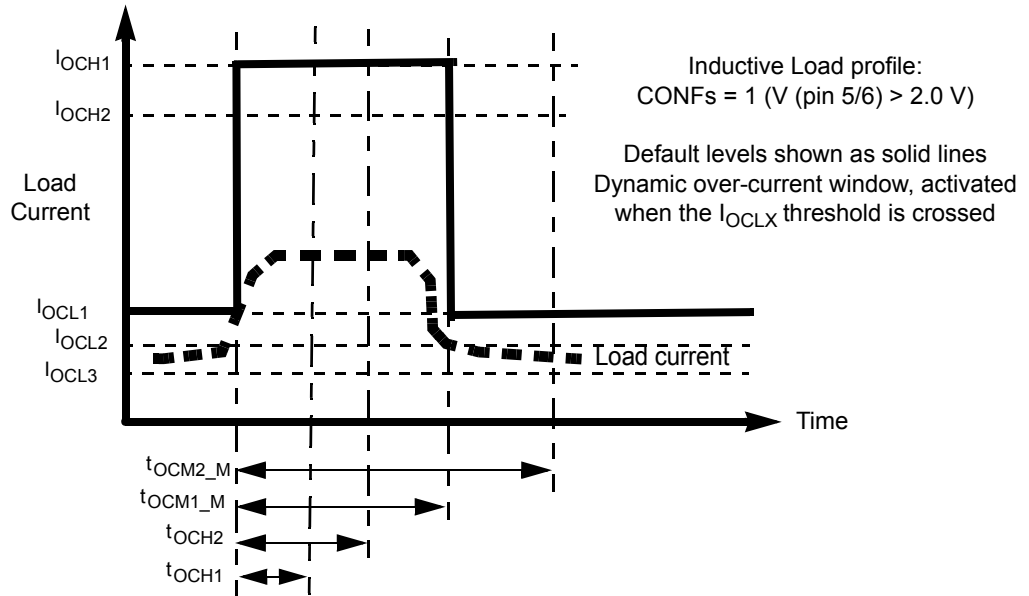 I_OCH1
I_OCH2
Load
Current
I_OCL1
I_OCL2
I_OCL3
Inductive Load profile:
CONFs = 1 (V (pin 5/6) > 2.0 V)
Default levels shown as solid lines
Dynamic over-current window, activated
when the I_OCLX threshold is crossed
Load current
Time
t_OCM2_M
t_OCM1_M
t_OCH2
t_OCH1